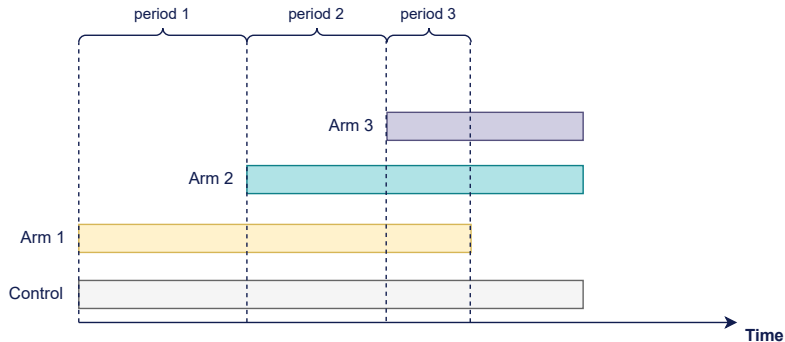 period 1
period 2
period 3
Arm 3
Arm 2
Arm 1
Control
Time